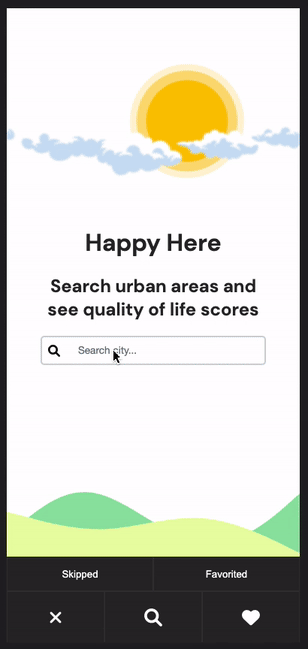 Happy Here
Search urban areas and
see quality of life scores
Search city...
Skipped
Favorited